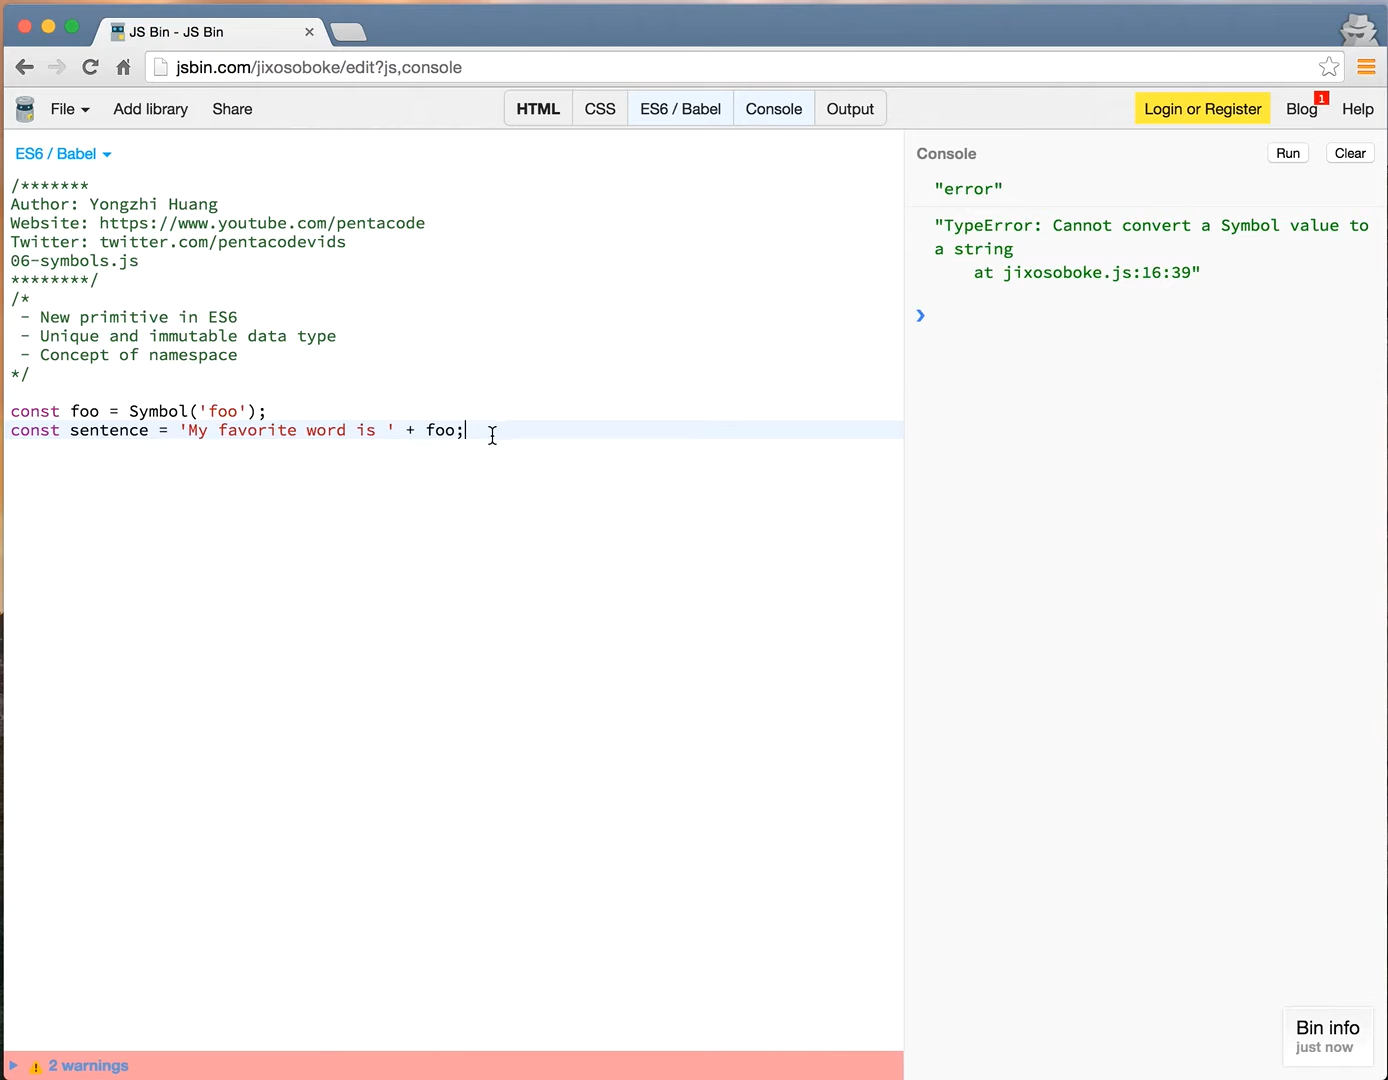 JS Bin - JS Bin
jsbin.com/jixosoboke/edit?js,console
File
Add library
Share
HTML
CSS
ES6 / Babel
Console
Output
Login or Register
Blog
1
Help
ES6 / Babel
/*******
Author: Yongzhi Huang
Website: https://www.youtube.com/pentacode
Twitter: twitter.com/pentacodevids
06-symbols.js
********/
/*
- New primitive in ES6
- Unique and immutable data type
- Concept of namespace
*/
const foo = Symbol('foo');
const sentence = 'My favorite word is ' + foo;
2 warnings
Console
Run
Clear
"error"
"TypeError: Cannot convert a Symbol value to
a string
at jixosoboke.js:16:39"
Bin info
just now